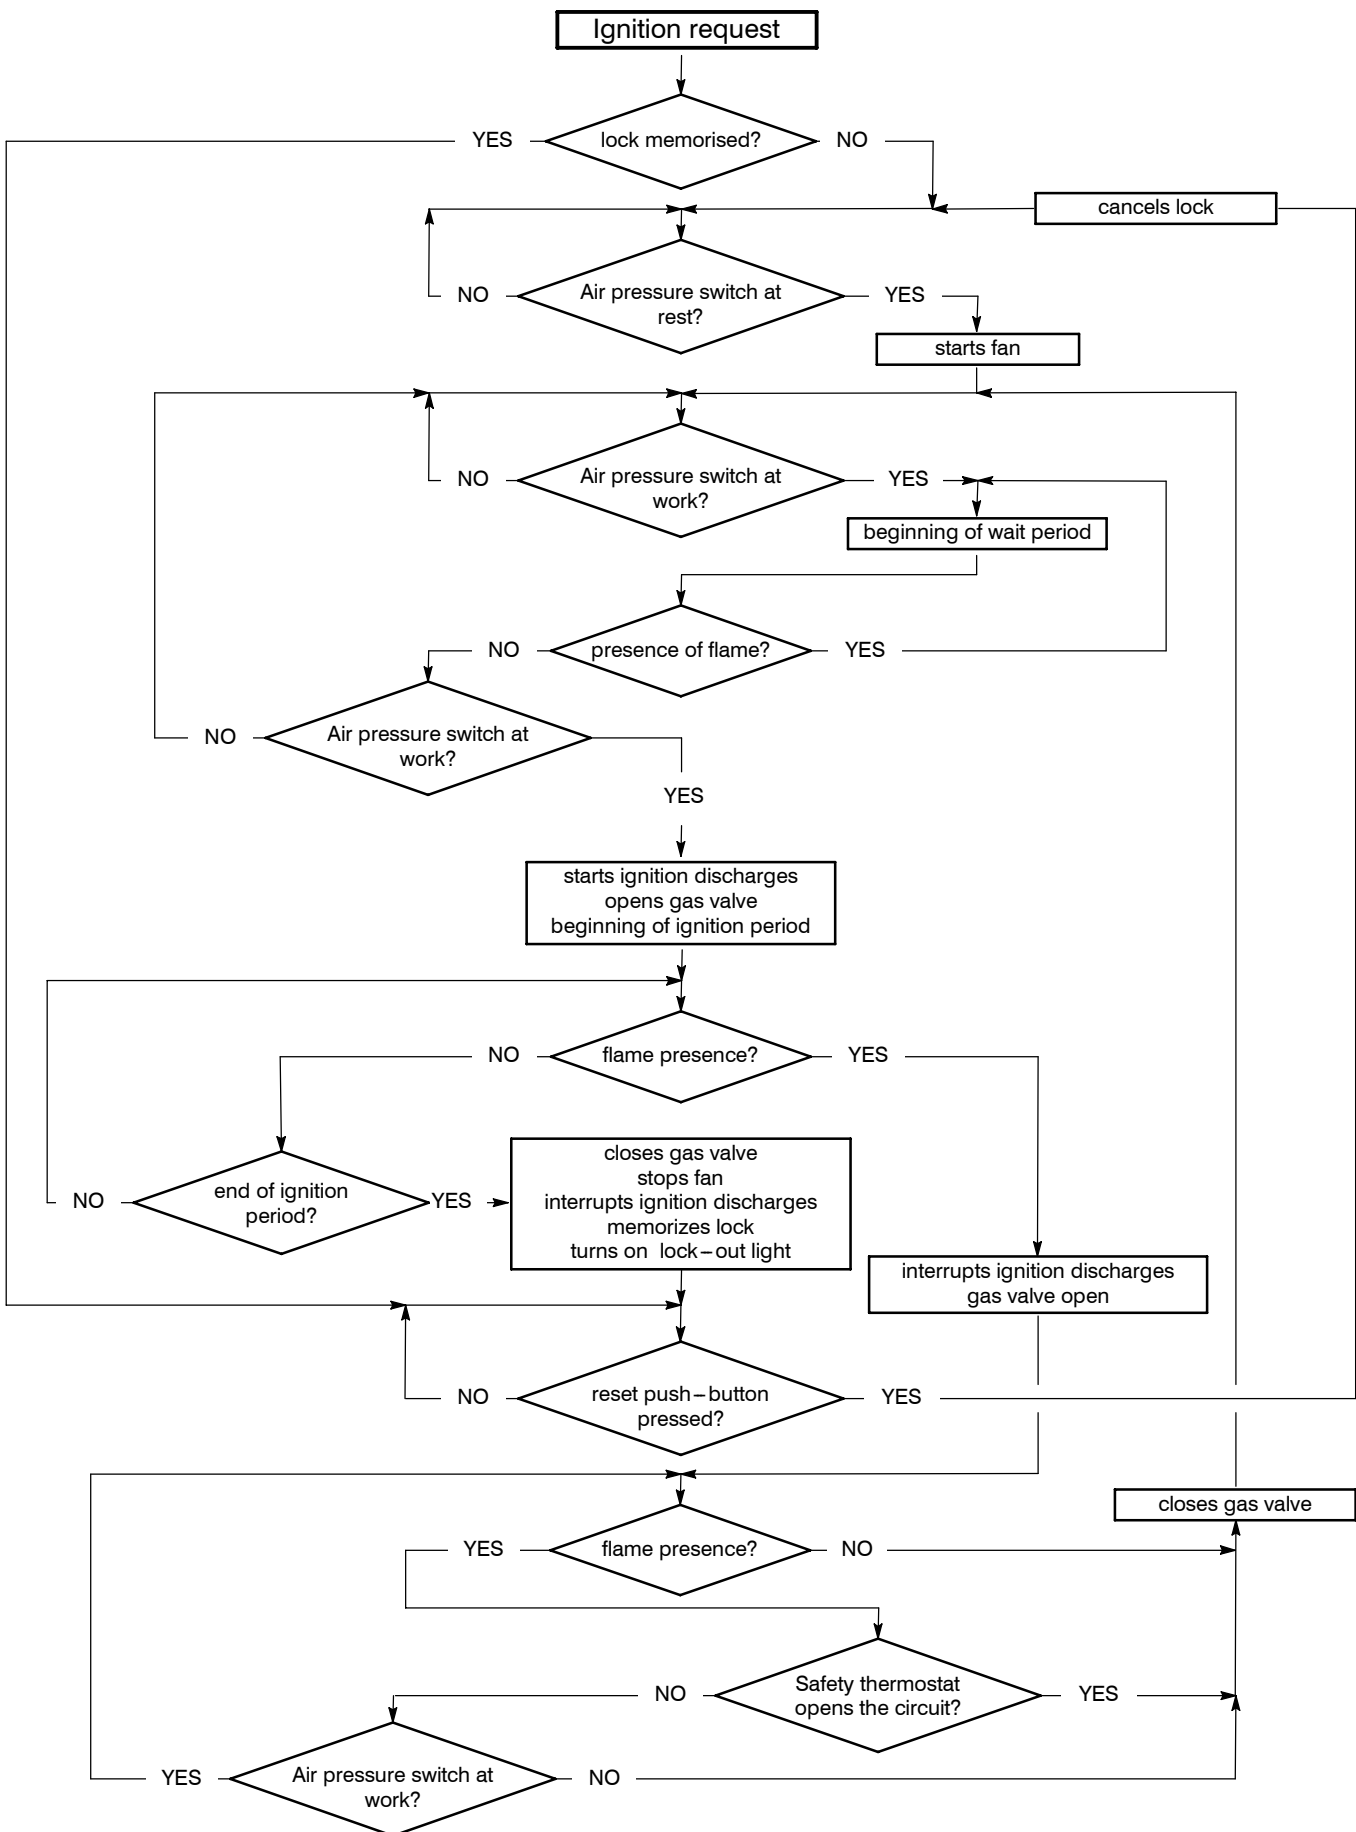 Ignition request
YES
lock memorised?
NO
cancels lock
NO
Air pressure switch at
rest?
YES
starts fan
NO
Air pressure switch at
work?
YES
beginning of wait period
NO
presence of flame?
YES
NO
Air pressure switch at
work?
YES
starts ignition discharges
opens gas valve
beginning of ignition period
NO
flame presence?
YES
NO
end of ignition
period?
YES
closes gas valve
stops fan
interrupts ignition discharges
memorizes lock
turns on lock–out light
interrupts ignition discharges
gas valve open
NO
reset push–button
pressed?
YES
closes gas valve
YES
flame presence?
NO
NO
Safety thermostat
opens the circuit?
YES
YES
Air pressure switch at
work?
NO